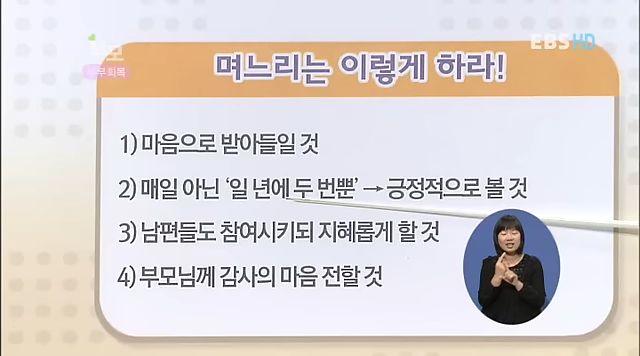 EBS HD
며느리는 이렇게 하라!
1) 마음으로 받아들일 것
2) 매일 아닌 '일 년에 두 번뿐' → 긍정적으로 볼 것
3) 남편들도 참여시키되 지혜롭게 할 것
4) 부모님께 감사의 마음 전할 것